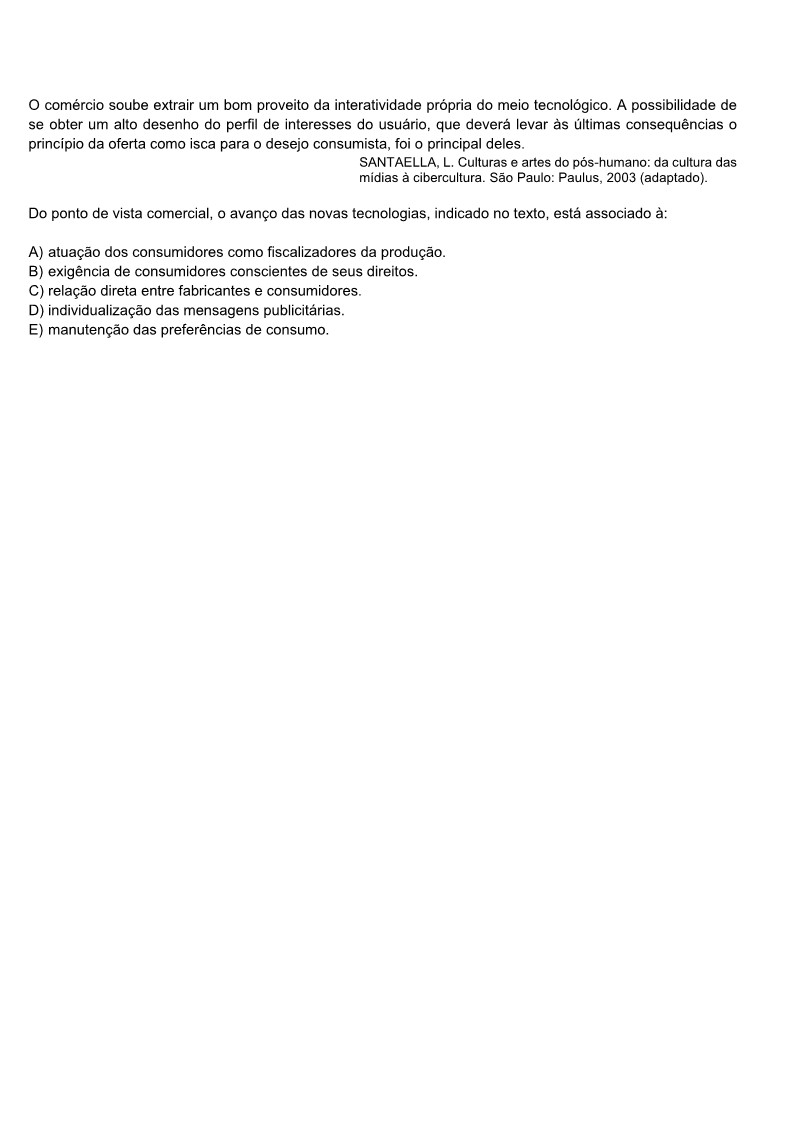 O comércio soube extrair um bom proveito da interatividade própria do meio tecnológico. A possibilidade de
se obter um alto desenho do perfil de interesses do usuário, que deverá levar às últimas consequências o
princípio da oferta como isca para o desejo consumista, foi o principal deles.
SANTAELLA, L. Culturas e artes do pós-humano: da cultura das
mídias à cibercultura. São Paulo: Paulus, 2003 (adaptado).
Do ponto de vista comercial, o avanço das novas tecnologias, indicado no texto, está associado à:
A) atuação dos consumidores como fiscalizadores da produção.
B) exigência de consumidores conscientes de seus direitos.
C) relação direta entre fabricantes e consumidores.
D) individualização das mensagens publicitárias.
E) manutenção das preferências de consumo.